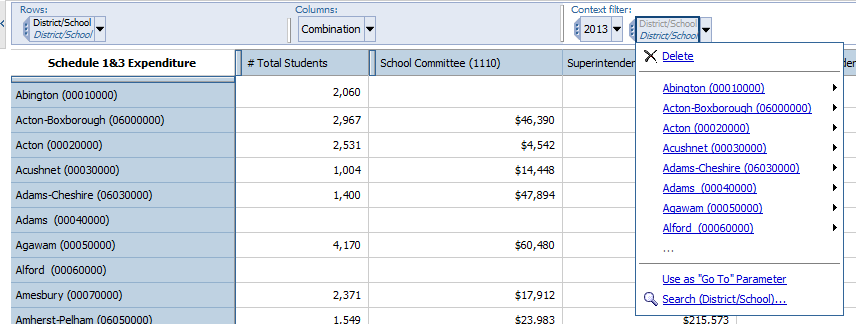 Rows:
District/School
District/School
Columns:
Combination
Context filter:
2013
District/School
District/School
Schedule 1&3 Expenditure
# Total Students
School Committee (1110)
Superintender
Abington (00010000)
2,060
Acton-Boxborough (06000000)
2,967
$46,390
Acton (00020000)
2,531
$4,542
Acushnet (00030000)
1,004
$14,448
Adams-Cheshire (06030000)
1,400
$47,894
Adams (00040000)
Agawam (00050000)
4,170
$60,480
Alford (00060000)
Amesbury (00070000)
2,371
$17,912
Amherst-Pelham (06050000)
1,549
$23,983
$215,573
Delete
Abington (00010000)
Acton-Boxborough (06000000)
Acton (00020000)
Acushnet (00030000)
Adams-Cheshire (06030000)
Adams (00040000)
Agawam (00050000)
Alford (00060000)
...
Use as "Go To" Parameter
Search (District/School)...